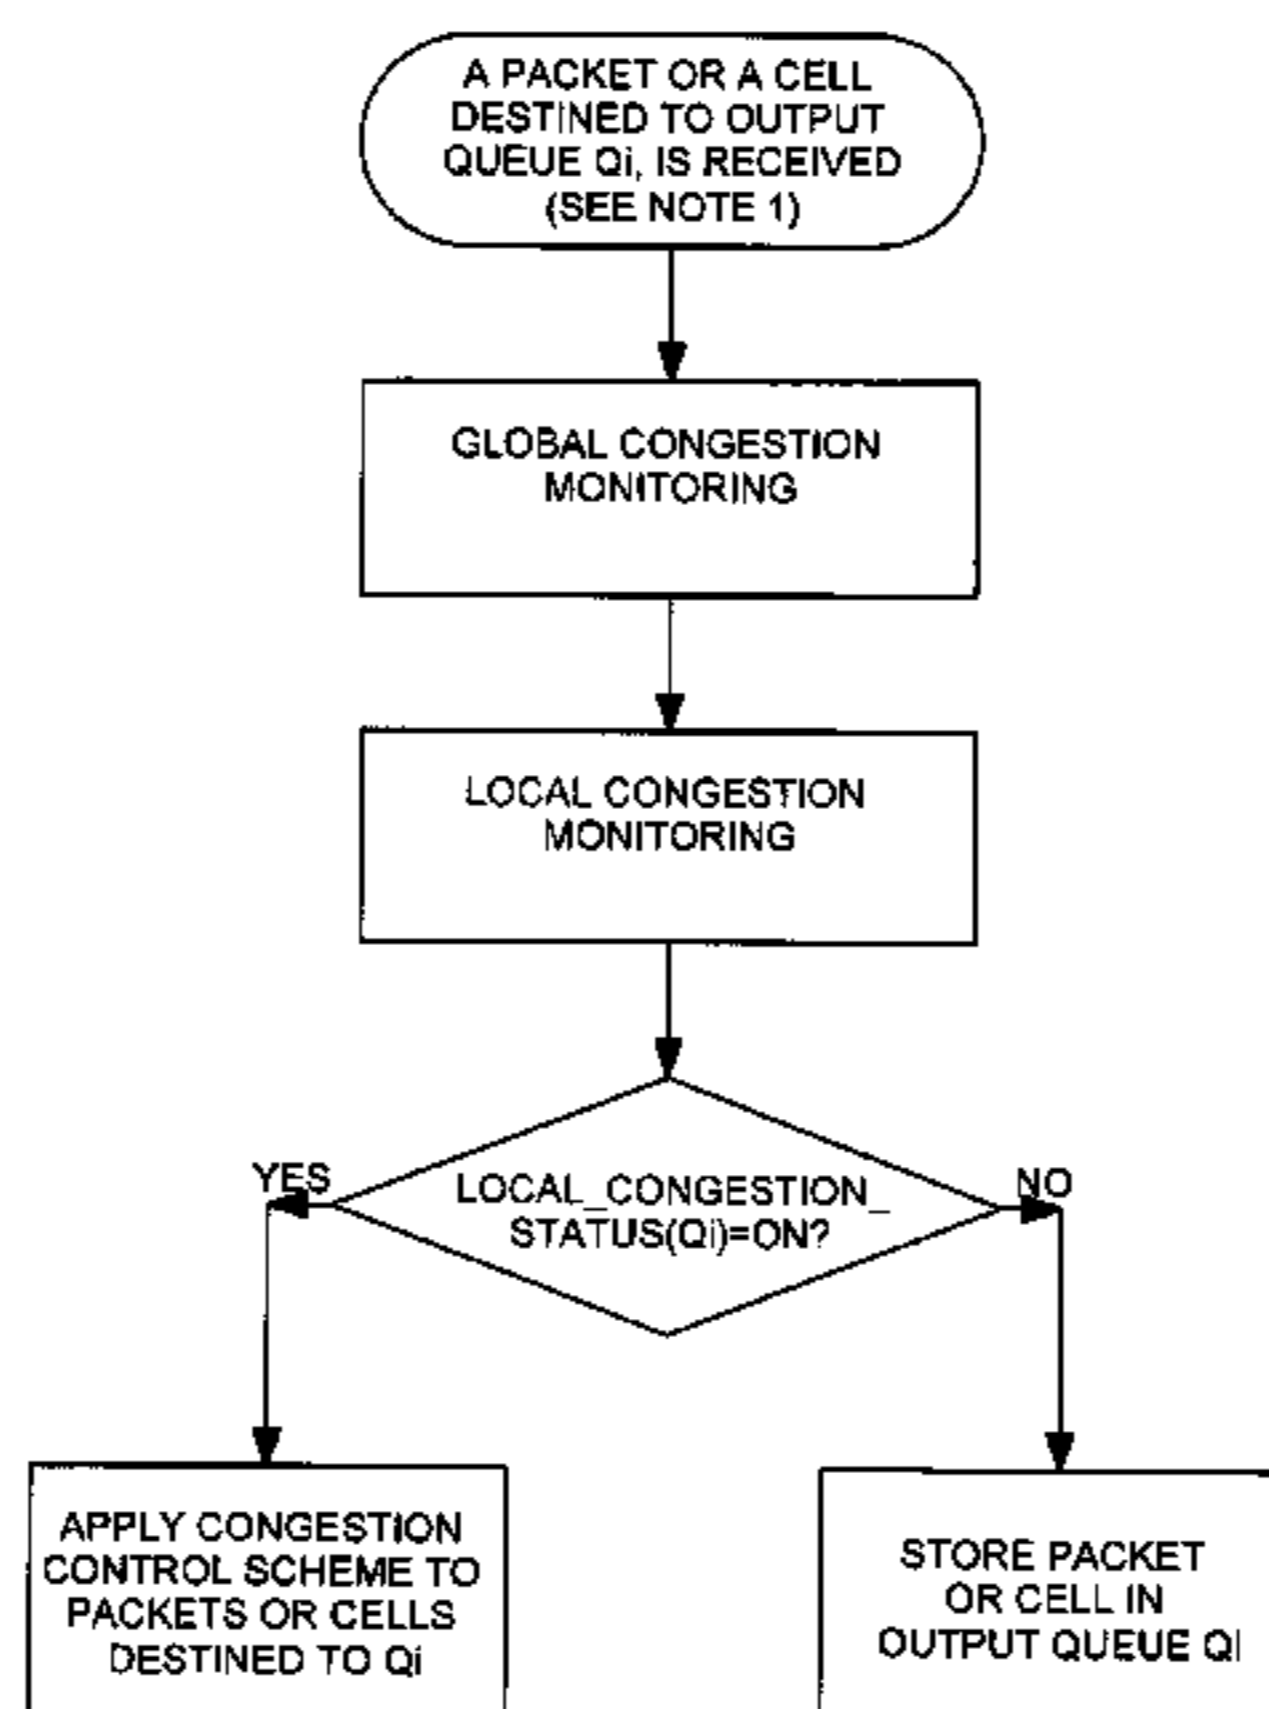 A PACKET OR A CELL
DESTINED TO OUTPUT
QUEUE Qi, IS RECEIVED
(SEE NOTE 1)
GLOBAL CONGESTION
MONITORING
LOCAL CONGESTION
MONITORING
YES
LOCAL_CONGESTION_
STATUS(Qi)=ON?
NO
APPLY CONGESTION
CONTROL SCHEME TO
PACKETS OR CELLS
DESTINED TO Qi
STORE PACKET
OR CELL IN
OUTPUT QUEUE Qi